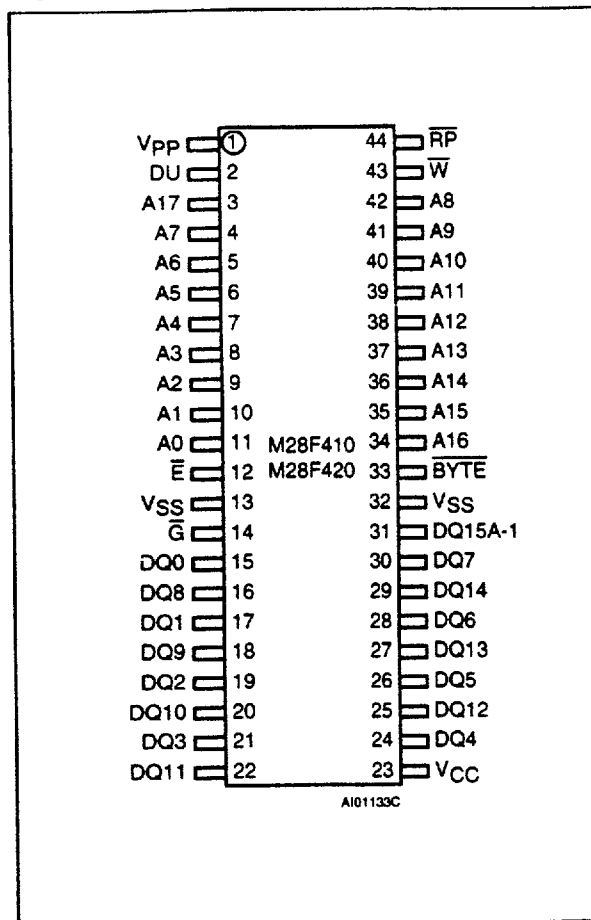 VPP 1 44 R̅P̅
DU 2 43 W̅
A17 3 42 A8
A7 4 41 A9
A6 5 40 A10
A5 6 39 A11
A4 7 38 A12
A3 8 37 A13
A2 9 36 A14
A1 10 35 A15
A0 11 M28F410 34 A16
E̅ 12 M28F420 33 B̅Y̅T̅E̅
VSS 13 32 VSS
G̅ 14 31 DQ15A-1
DQ0 15 30 DQ7
DQ8 16 29 DQ14
DQ1 17 28 DQ6
DQ9 18 27 DQ13
DQ2 19 26 DQ5
DQ10 20 25 DQ12
DQ3 21 24 DQ4
DQ11 22 23 VCC
AI01133C